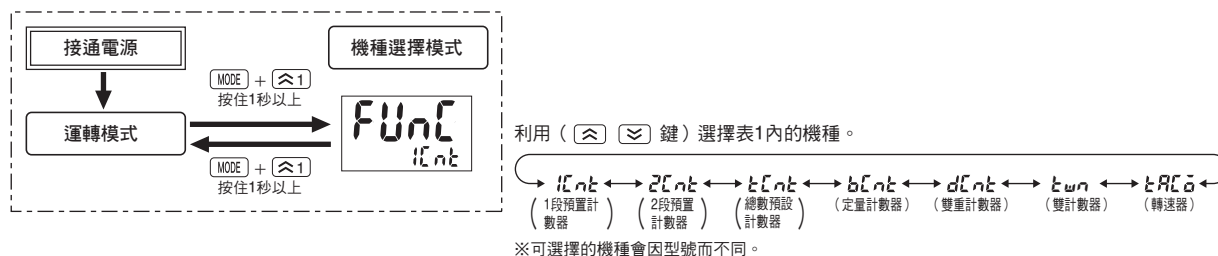 接通電源
機種選擇模式
MODE + 1
按住1秒以上
運轉模式
FUnC
1Cnt
MODE + 1
按住1秒以上
利用( 鍵)選擇表1內的機種。
1Cnt 2Cnt tCnt bCnt dCnt twn tACo
(1段預置計數器) (2段預置計數器) (總數預設計數器) (定量計數器) (雙重計數器) (雙計數器) (轉速器)
※可選擇的機種會因型號而不同。